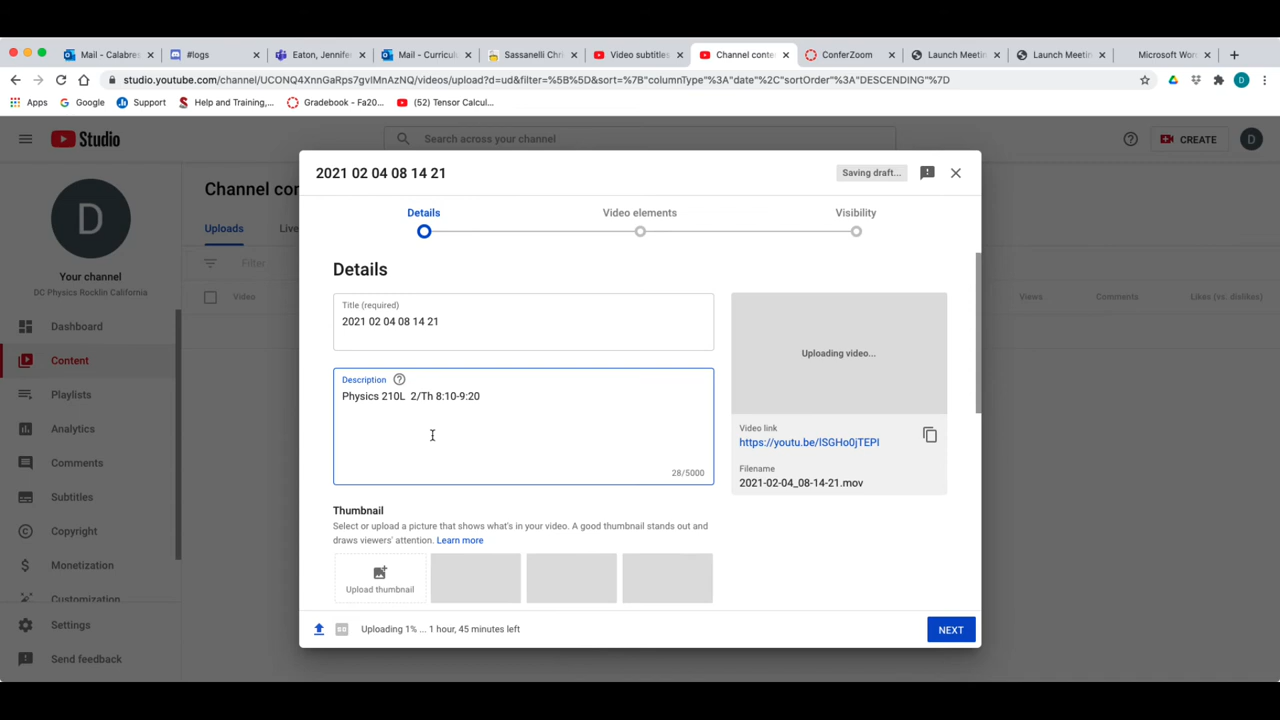 Mail - Calabres
#logs
Eaton, Jennife
Mail - Curricul
Sassanelli Chri
Video subtitles
Channel conte
ConferZoom
Launch Meetin
Launch Meetin
Microsoft Wor
studio.youtube.com/channel/UCONQ4XnnGaRps7gvlMnAzNQ/videos/upload?d=ud&filter=%5B%5D&sort=%7B"columnType"%3A"date"%2C"sortOrder"%3A"DESCENDING"%7D
D
Apps
Google
Support
Help and Training,...
Gradebook - Fa20...
(52) Tensor Calcul...
Studio
Search across your channel
CREATE
D
D
Your channel
DC Physics Rocklin California
Dashboard
Content
Playlists
Analytics
Comments
Subtitles
Copyright
Monetization
Customization
Settings
Send feedback
Channel con
Uploads
Live
Filter
Video
Views
Comments
Likes (vs. dislikes)
2021 02 04 08 14 21
Saving draft...
Details
Video elements
Visibility
Details
Title (required)
2021 02 04 08 14 21
Description
Physics 210L 2/Th 8:10-9:20
28/5000
Uploading video...
Video link
https://youtu.be/lSGHo0jTEPI
Filename
2021-02-04_08-14-21.mov
Thumbnail
Select or upload a picture that shows what's in your video. A good thumbnail stands out and
draws viewers' attention. Learn more
Upload thumbnail
Uploading 1% ... 1 hour, 45 minutes left
NEXT